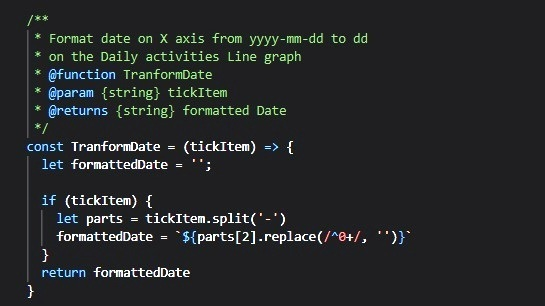 /**
 * Format date on X axis from yyyy-mm-dd to dd
 * on the Daily activities Line graph
 * @function TranformDate
 * @param {string} tickItem
 * @returns {string} formatted Date
 */
const TranformDate = (tickItem) => {
  let formattedDate = '';

  if (tickItem) {
    let parts = tickItem.split('-')
    formattedDate = `${parts[2].replace(/^0+/, '')}`
  }
  return formattedDate
}